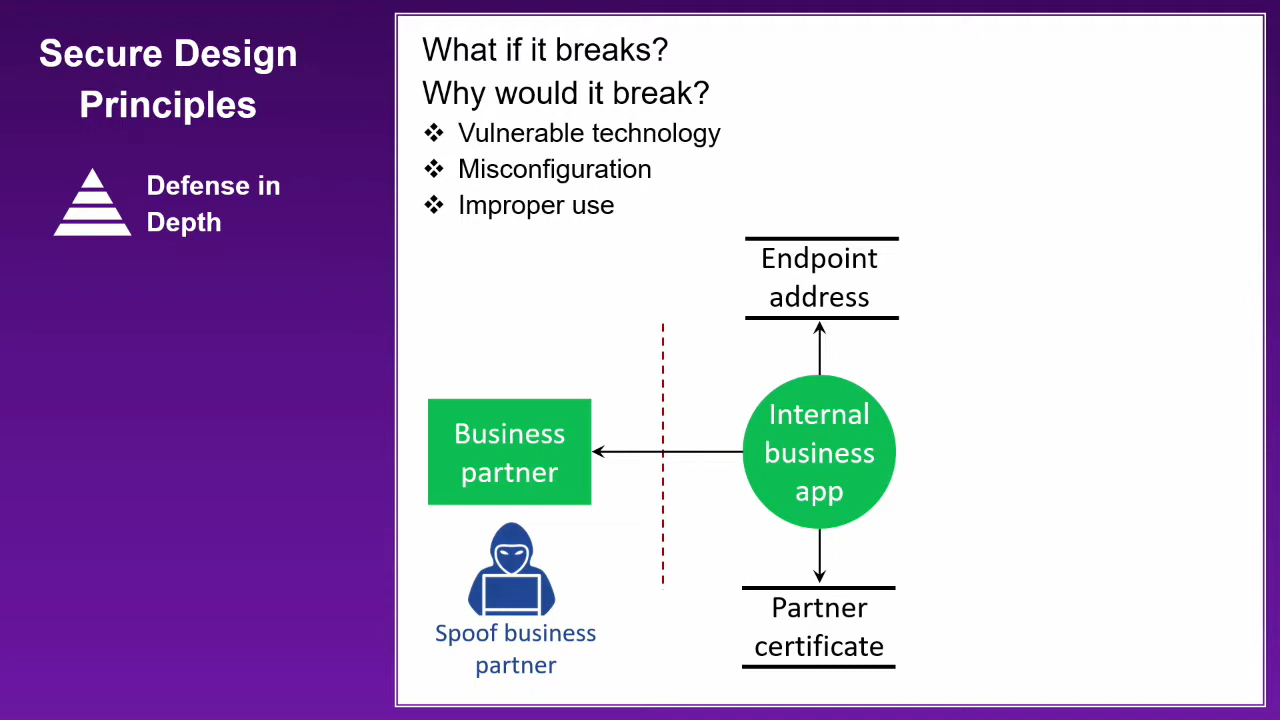 Secure Design
Principles
Defense in
Depth
What if it breaks?
Why would it break?
❖ Vulnerable technology
❖ Misconfiguration
❖ Improper use
Endpoint
address
Business
partner
Internal
business
app
Spoof business
partner
Partner
certificate